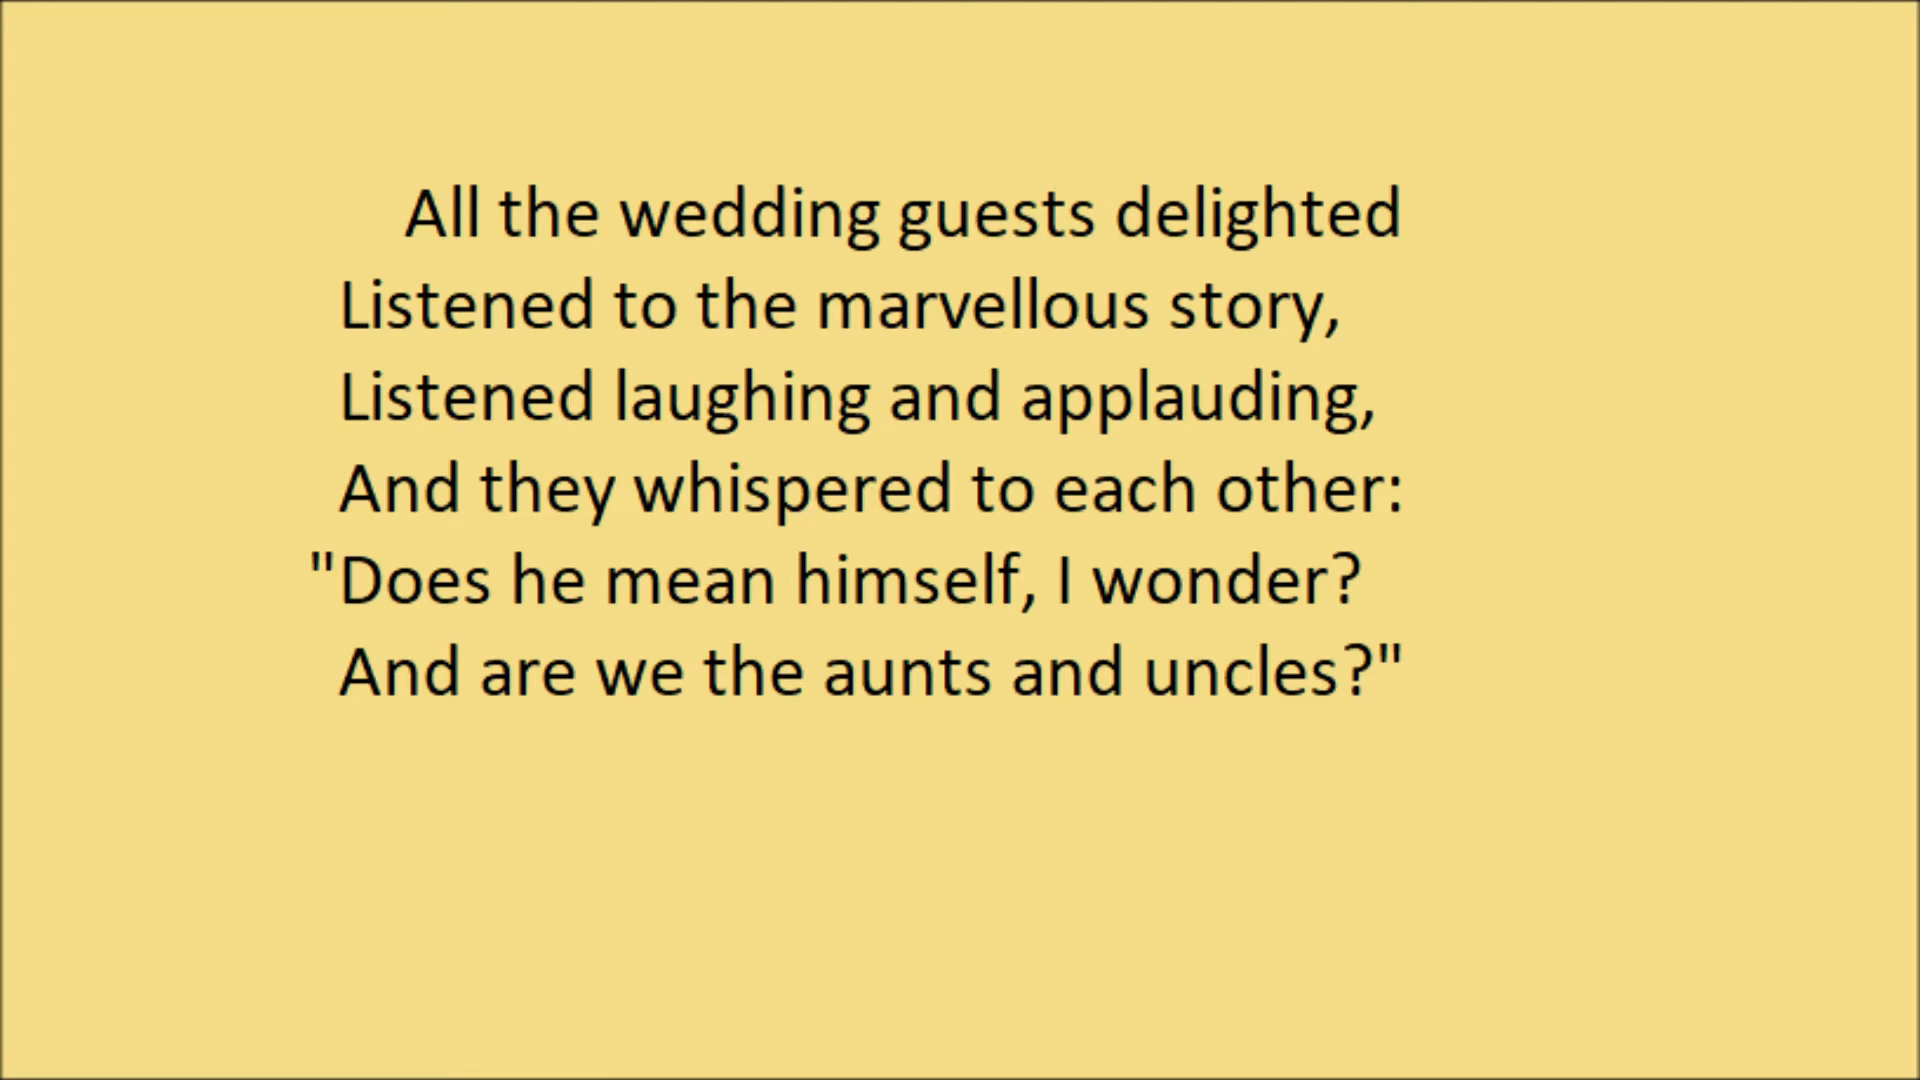 All the wedding guests delighted
Listened to the marvellous story,
Listened laughing and applauding,
And they whispered to each other:
"Does he mean himself, I wonder?
And are we the aunts and uncles?"